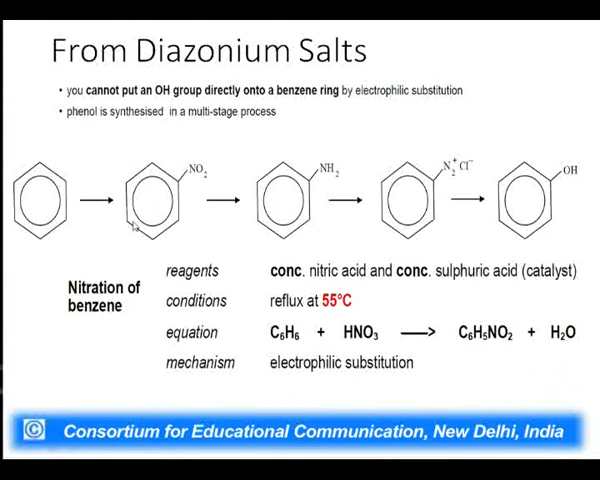 From Diazonium Salts
• you cannot put an OH group directly onto a benzene ring by electrophilic substitution
• phenol is synthesised in a multi-stage process
NO₂ NH₂ N₂⁺ Cl⁻ OH
Nitration of benzene
reagents conc. nitric acid and conc. sulphuric acid (catalyst)
conditions reflux at 55°C
equation C₆H₆ + HNO₃ ——> C₆H₅NO₂ + H₂O
mechanism electrophilic substitution
© Consortium for Educational Communication, New Delhi, India